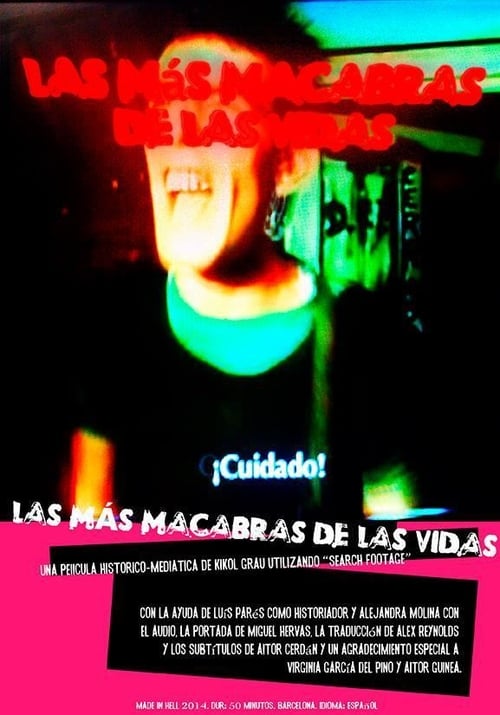 LAS MÁS MACABRAS
DE LAS VIDAS
¡Cuidado!
LAS MÁS MACABRAS DE LAS VIDAS
UNA PELICULA HISTORICO-MEDIÁTICA DE KIKOL GRAU UTILIZANDO "SEARCH FOOTAGE"
CON LA AYUDA DE LUÍS PARÉS COMO HISTORIADOR Y ALEJANDRA MOLINA CON
EL AUDIO, LA PORTADA DE MIGUEL HERVAS, LA TRADUCCIÓN DE ALEX REYNOLDS
Y LOS SUBTÍTULOS DE AITOR CERDÁN Y UN AGRADECIMIENTO ESPECIAL A
VIRGINIA GARCÍA DEL PINO Y AITOR GUINEA.
MADE IN HELL 2014. DUR: 50 MINUTOS. BARCELONA. IDIOMA: ESPAÑOL